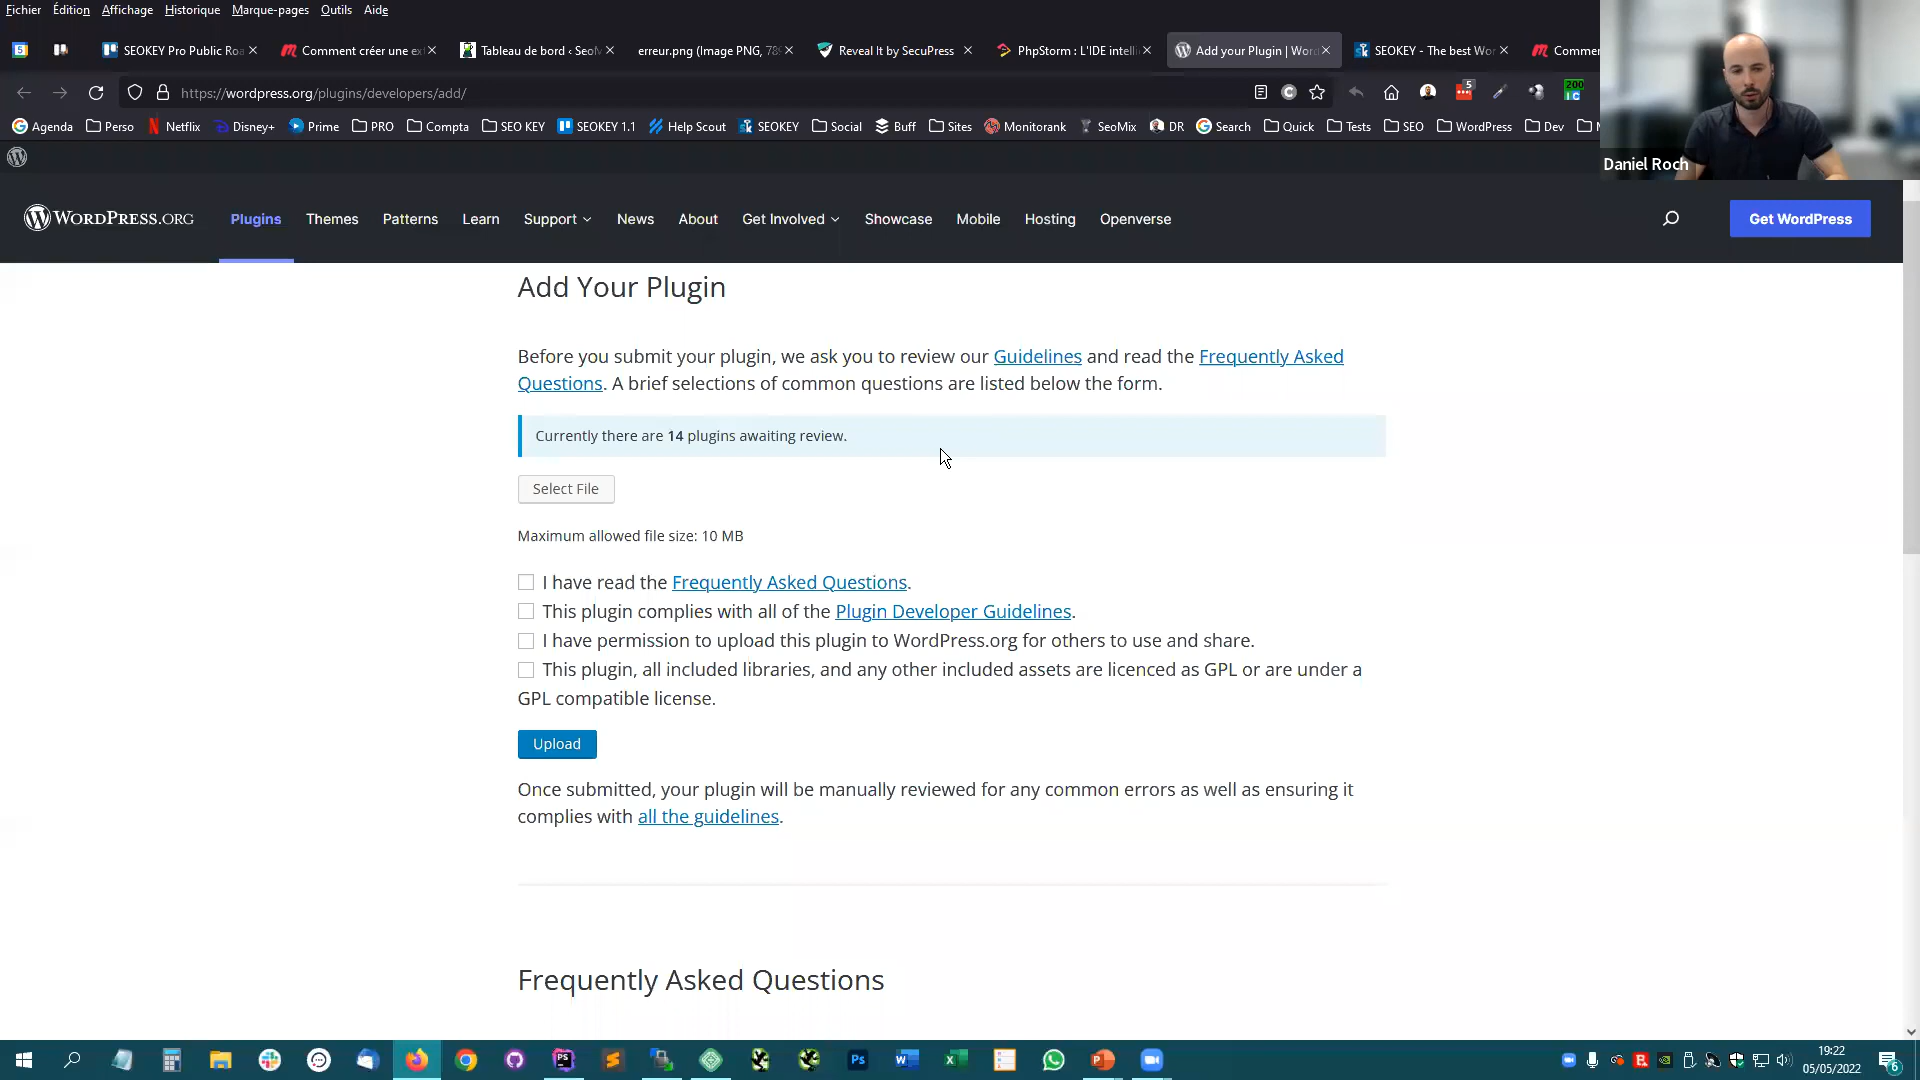 Fichier Édition Affichage Historique Marque-pages Outils Aide
SEOKEY Pro Public Roa Comment créer une ex Tableau de bord ‹ SeoM erreur.png (Image PNG, 78 Reveal It by SecuPress PhpStorm : L'IDE intelli Add your Plugin | Wor SEOKEY - The best Wor Comme
https://wordpress.org/plugins/developers/add/
5 200
Agenda Perso Netflix Disney+ Prime PRO Compta SEO KEY SEOKEY 1.1 Help Scout SEOKEY Social Buff Sites Monitorank SeoMix DR Search Quick Tests SEO WordPress Dev
Daniel Roch
WORDPRESS.ORG Plugins Themes Patterns Learn Support News About Get Involved Showcase Mobile Hosting Openverse Get WordPress
Add Your Plugin
Before you submit your plugin, we ask you to review our Guidelines and read the Frequently Asked
Questions. A brief selections of common questions are listed below the form.
Currently there are 14 plugins awaiting review.
Select File
Maximum allowed file size: 10 MB
I have read the Frequently Asked Questions.
This plugin complies with all of the Plugin Developer Guidelines.
I have permission to upload this plugin to WordPress.org for others to use and share.
This plugin, all included libraries, and any other included assets are licenced as GPL or are under a
GPL compatible license.
Upload
Once submitted, your plugin will be manually reviewed for any common errors as well as ensuring it
complies with all the guidelines.
Frequently Asked Questions
19:22
05/05/2022
6